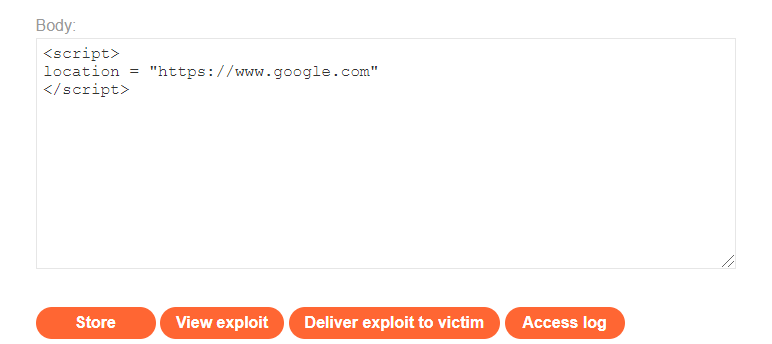 Body:
<script>
location = "https://www.google.com"
</script>
Store View exploit Deliver exploit to victim Access log